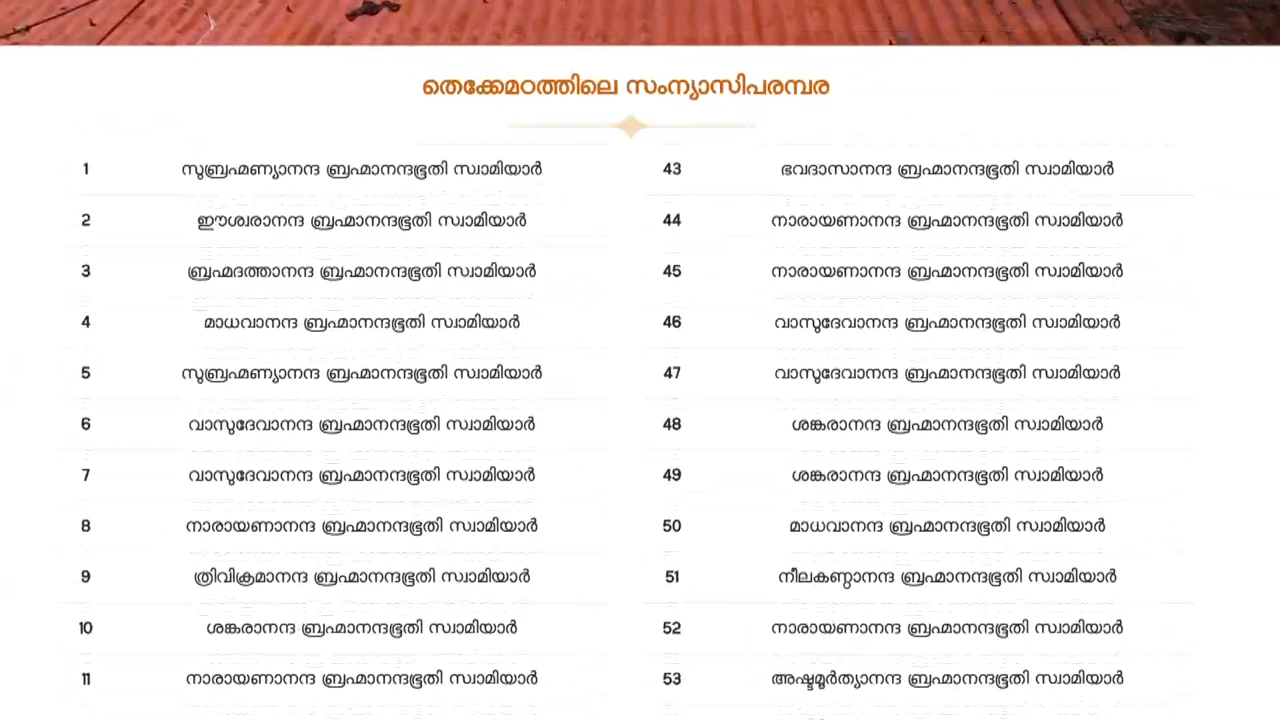 തെക്കേമഠത്തിലെ സംന്യാസിപരമ്പര
1 സുബ്രഹ്മണ്യാനന്ദ ബ്രഹ്മാനന്ദഭൂതി സ്വാമിയാർ
2 ഈശ്വരാനന്ദ ബ്രഹ്മാനന്ദഭൂതി സ്വാമിയാർ
3 ബ്രഹ്മദത്താനന്ദ ബ്രഹ്മാനന്ദഭൂതി സ്വാമിയാർ
4 മാധവാനന്ദ ബ്രഹ്മാനന്ദഭൂതി സ്വാമിയാർ
5 സുബ്രഹ്മണ്യാനന്ദ ബ്രഹ്മാനന്ദഭൂതി സ്വാമിയാർ
6 വാസുദേവാനന്ദ ബ്രഹ്മാനന്ദഭൂതി സ്വാമിയാർ
7 വാസുദേവാനന്ദ ബ്രഹ്മാനന്ദഭൂതി സ്വാമിയാർ
8 നാരായണാനന്ദ ബ്രഹ്മാനന്ദഭൂതി സ്വാമിയാർ
9 ത്രിവിക്രമാനന്ദ ബ്രഹ്മാനന്ദഭൂതി സ്വാമിയാർ
10 ശങ്കരാനന്ദ ബ്രഹ്മാനന്ദഭൂതി സ്വാമിയാർ
11 നാരായണാനന്ദ ബ്രഹ്മാനന്ദഭൂതി സ്വാമിയാർ
43 ഭവദാസാനന്ദ ബ്രഹ്മാനന്ദഭൂതി സ്വാമിയാർ
44 നാരായണാനന്ദ ബ്രഹ്മാനന്ദഭൂതി സ്വാമിയാർ
45 നാരായണാനന്ദ ബ്രഹ്മാനന്ദഭൂതി സ്വാമിയാർ
46 വാസുദേവാനന്ദ ബ്രഹ്മാനന്ദഭൂതി സ്വാമിയാർ
47 വാസുദേവാനന്ദ ബ്രഹ്മാനന്ദഭൂതി സ്വാമിയാർ
48 ശങ്കരാനന്ദ ബ്രഹ്മാനന്ദഭൂതി സ്വാമിയാർ
49 ശങ്കരാനന്ദ ബ്രഹ്മാനന്ദഭൂതി സ്വാമിയാർ
50 മാധവാനന്ദ ബ്രഹ്മാനന്ദഭൂതി സ്വാമിയാർ
51 നീലകണ്ഠാനന്ദ ബ്രഹ്മാനന്ദഭൂതി സ്വാമിയാർ
52 നാരായണാനന്ദ ബ്രഹ്മാനന്ദഭൂതി സ്വാമിയാർ
53 അഷ്ടമൂർത്യാനന്ദ ബ്രഹ്മാനന്ദഭൂതി സ്വാമിയാർ